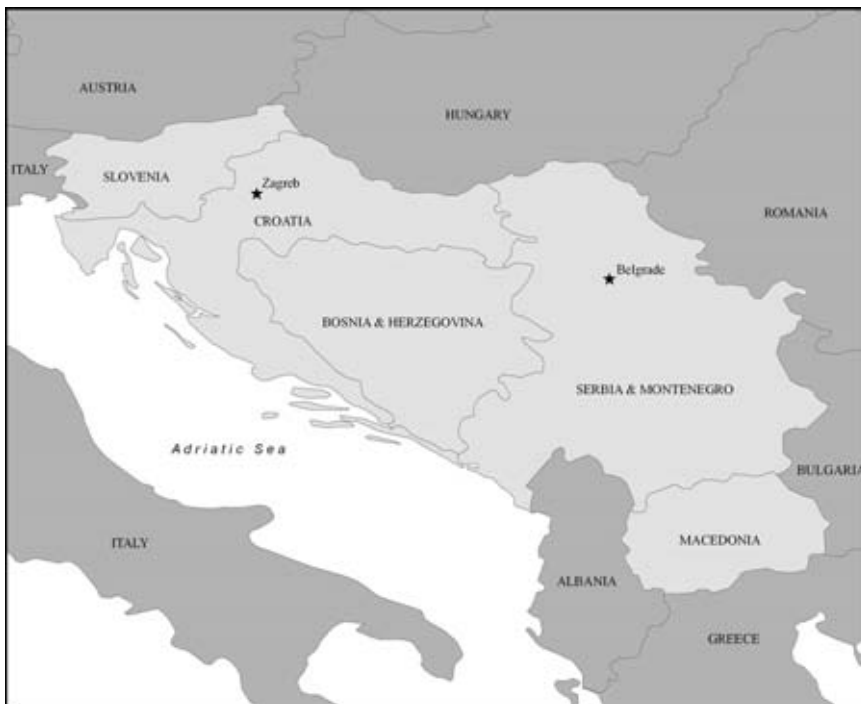 AUSTRIA
HUNGARY
ITALY
SLOVENIA
Zagreb
ROMANIA
CROATIA
Belgrade
BOSNIA & HERZEGOVINA
SERBIA & MONTENEGRO
Adriatic Sea
BULGARIA
ITALY
MACEDONIA
ALBANIA
GREECE